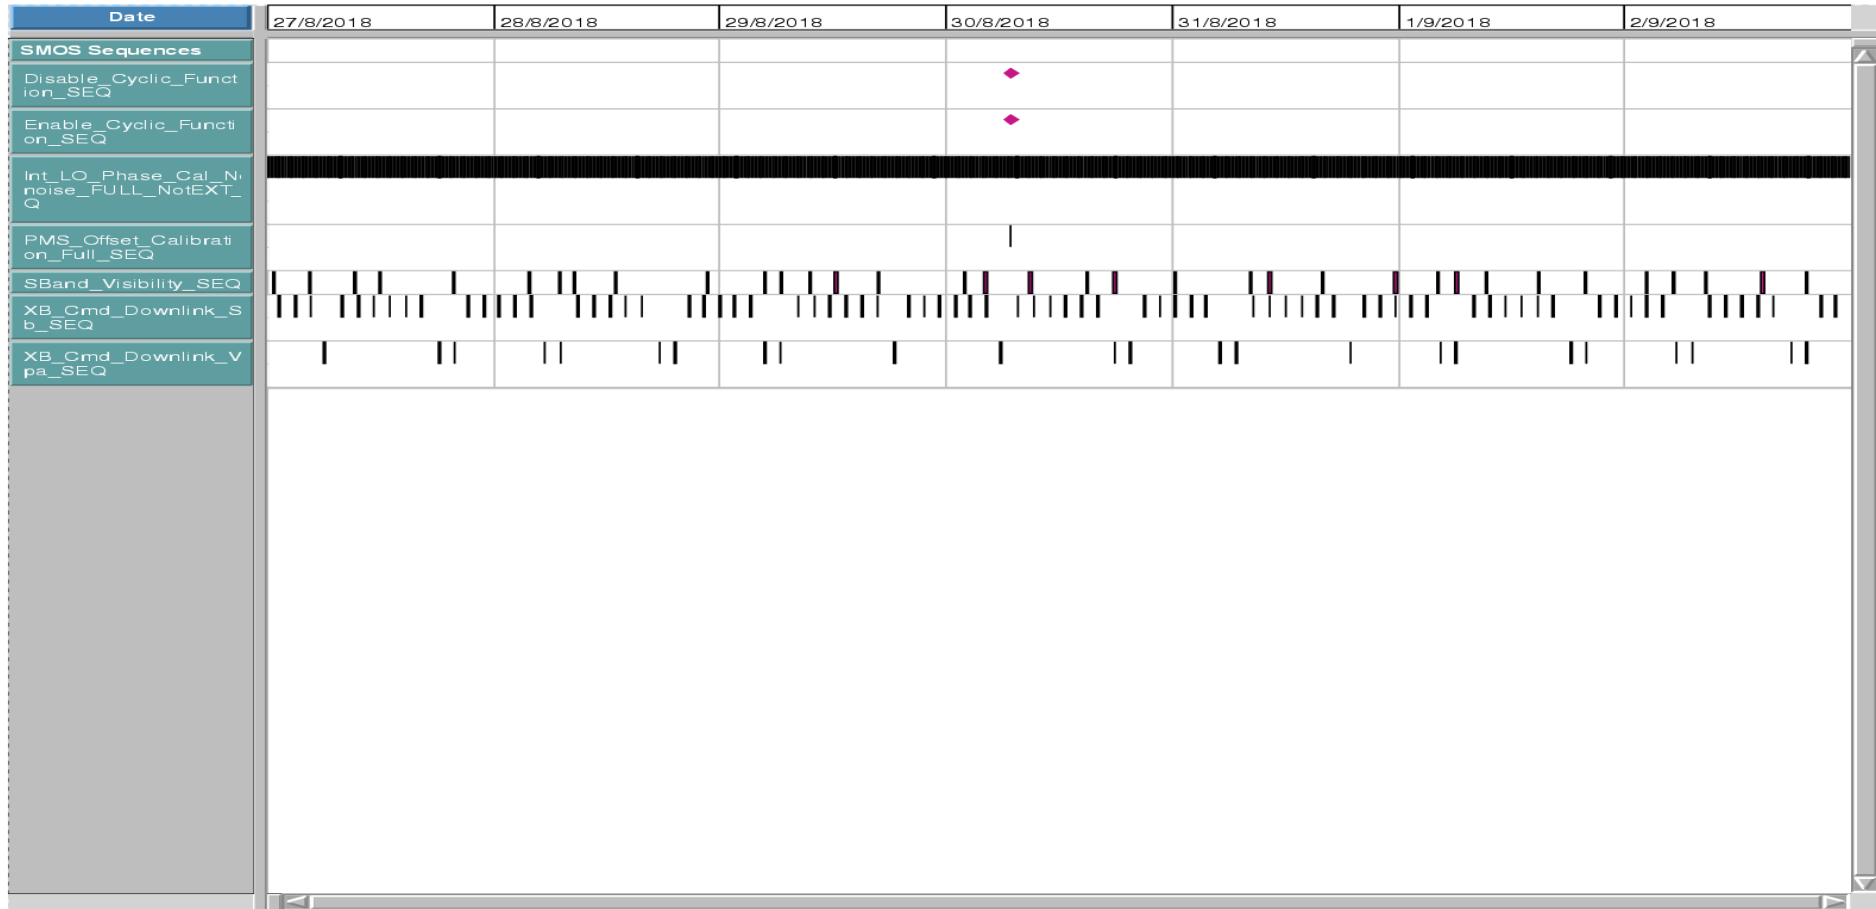 Date
27/8/2018 28/8/2018 29/8/2018 30/8/2018 31/8/2018 1/9/2018 2/9/2018
SMOS Sequences
Disable_Cyclic_Funct
ion_SEQ
Enable_Cyclic_Functi
on_SEQ
Int_LO_Phase_Cal_N
noise_FULL_NotEXT_
Q
PMS_Offset_Calibrati
on_Full_SEQ
SBand_Visibility_SEQ
XB_Cmd_Downlink_S
b_SEQ
XB_Cmd_Downlink_V
pa_SEQ